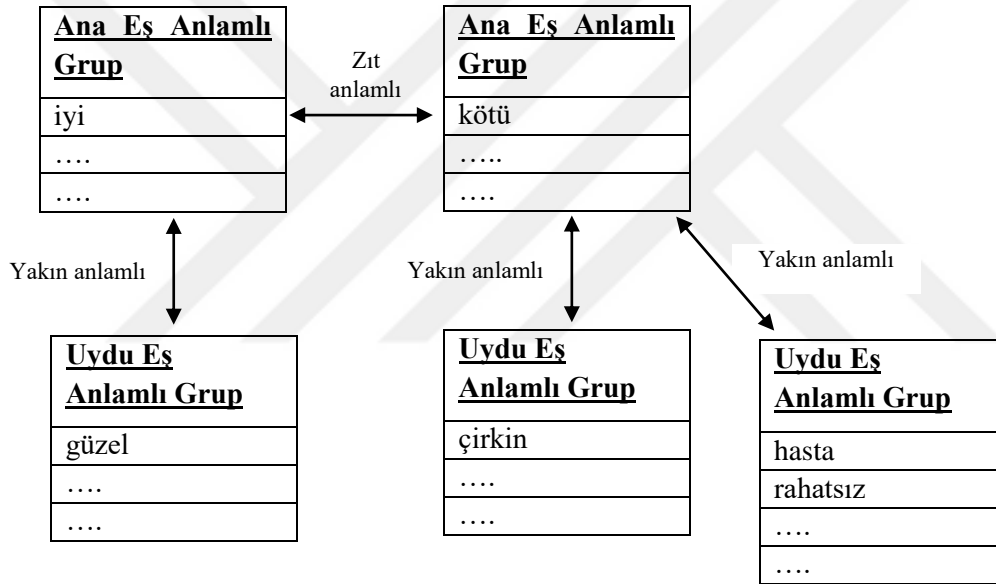 Ana Eş Anlamlı
Grup
iyi
....
....
Zıt
anlamlı
Ana Eş Anlamlı
Grup
kötü
.....
....
Yakın anlamlı
Yakın anlamlı
Yakın anlamlı
Uydu Eş
Anlamlı Grup
güzel
....
....
Uydu Eş
Anlamlı Grup
çirkin
....
....
Uydu Eş
Anlamlı Grup
hasta
rahatsız
....
....